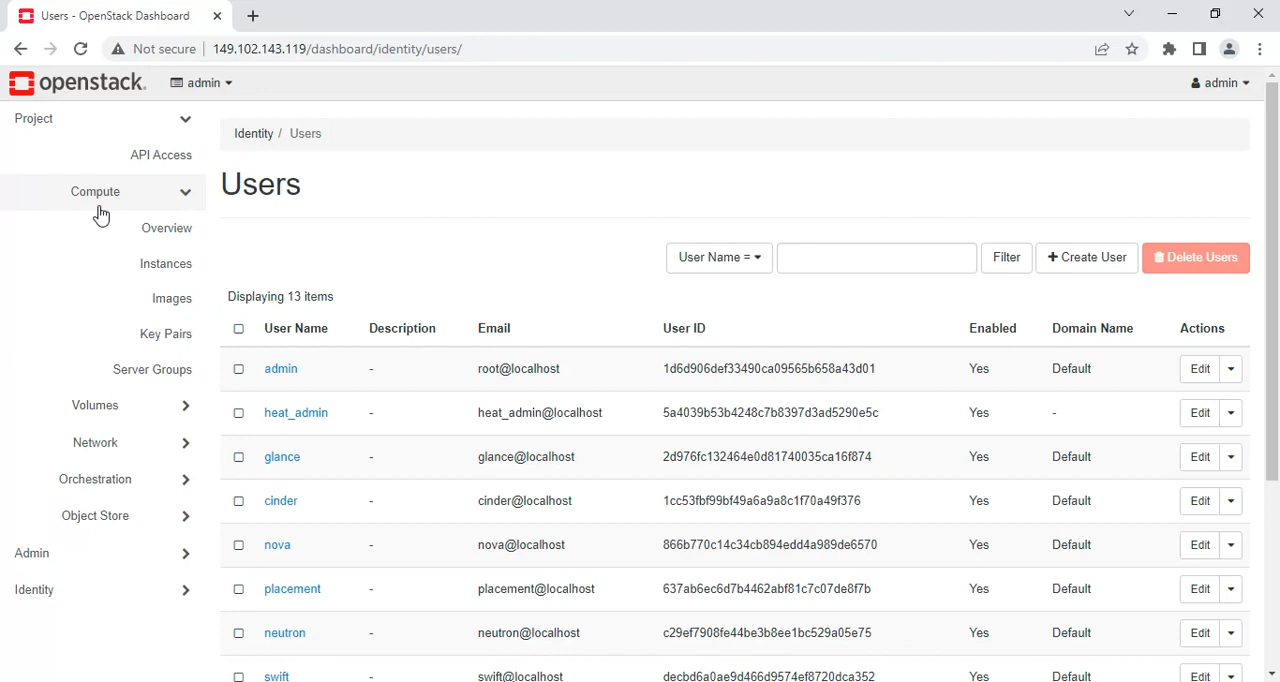 Users - OpenStack Dashboard
Not secure 149.102.143.119/dashboard/identity/users/
openstack. admin admin
Project
API Access
Compute
Overview
Instances
Images
Key Pairs
Server Groups
Volumes
Network
Orchestration
Object Store
Admin
Identity
Identity / Users
Users
User Name = Filter + Create User Delete Users
Displaying 13 items
User Name Description Email User ID Enabled Domain Name Actions
admin - root@localhost 1d6d906def33490ca09565b658a43d01 Yes Default Edit
heat_admin - heat_admin@localhost 5a4039b53b4248c7b8397d3ad5290e5c Yes - Edit
glance - glance@localhost 2d976fc132464e0d81740035ca16f874 Yes Default Edit
cinder - cinder@localhost 1cc53fbf99bf49a6a9a8c1f70a49f376 Yes Default Edit
nova - nova@localhost 866b770c14c34cb894edd4a989de6570 Yes Default Edit
placement - placement@localhost 637ab6ec6d7b4462abf81c7c07de8f7b Yes Default Edit
neutron - neutron@localhost c29ef7908fe44be3b8ee1bc529a05e75 Yes Default Edit
swift - swift@localhost decbd6a0ae9d466d9574ef8720dca352 Yes Default Edit